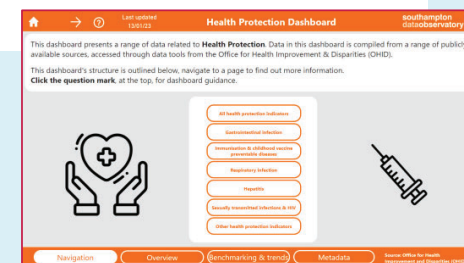 Last updated
13/01/23
Health Protection Dashboard
southampton
dataobservatory
This dashboard presents a range of data related to Health Protection. Data in this dashboard is compiled from a range of publicly
available sources, accessed through data tools from the Office for Health Improvement & Disparities (OHID).
This dashboard's structure is outlined below, navigate to a page to find out more information.
Click the question mark, at the top, for dashboard guidance.
All health protection indicators
Gastrointestinal infection
Immunisation & childhood vaccine
preventable diseases
Respiratory infection
Hepatitis
Sexually transmitted infections & HIV
Other health protection indicators
Navigation
Overview
Benchmarking & trends
Metadata
Source: Office for Health
Improvement and Disparities (OHID)